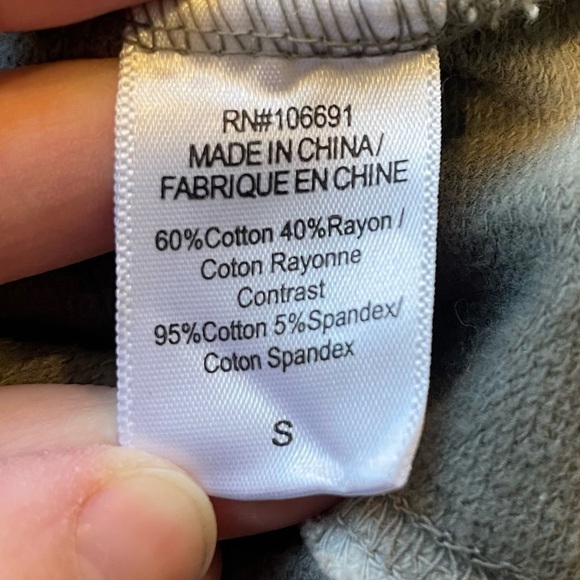 RN#106691
MADE IN CHINA/
FABRIQUE EN CHINE
60%Cotton 40%Rayon /
Coton Rayonne
Contrast
95%Cotton 5%Spandex/
Coton Spandex
S